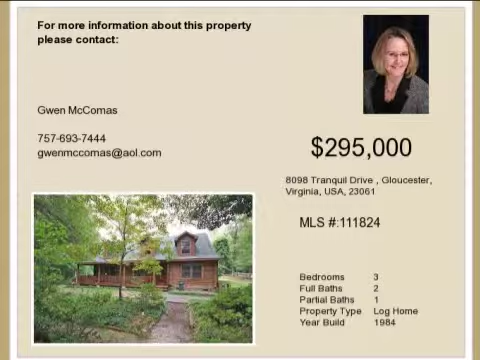 For more information about this property
please contact:
Gwen McComas
757-693-7444
gwenmccomas@aol.com
$295,000
8098 Tranquil Drive , Gloucester,
Virginia, USA, 23061
MLS #:111824
Bedrooms 3
Full Baths 2
Partial Baths 1
Property Type Log Home
Year Build 1984